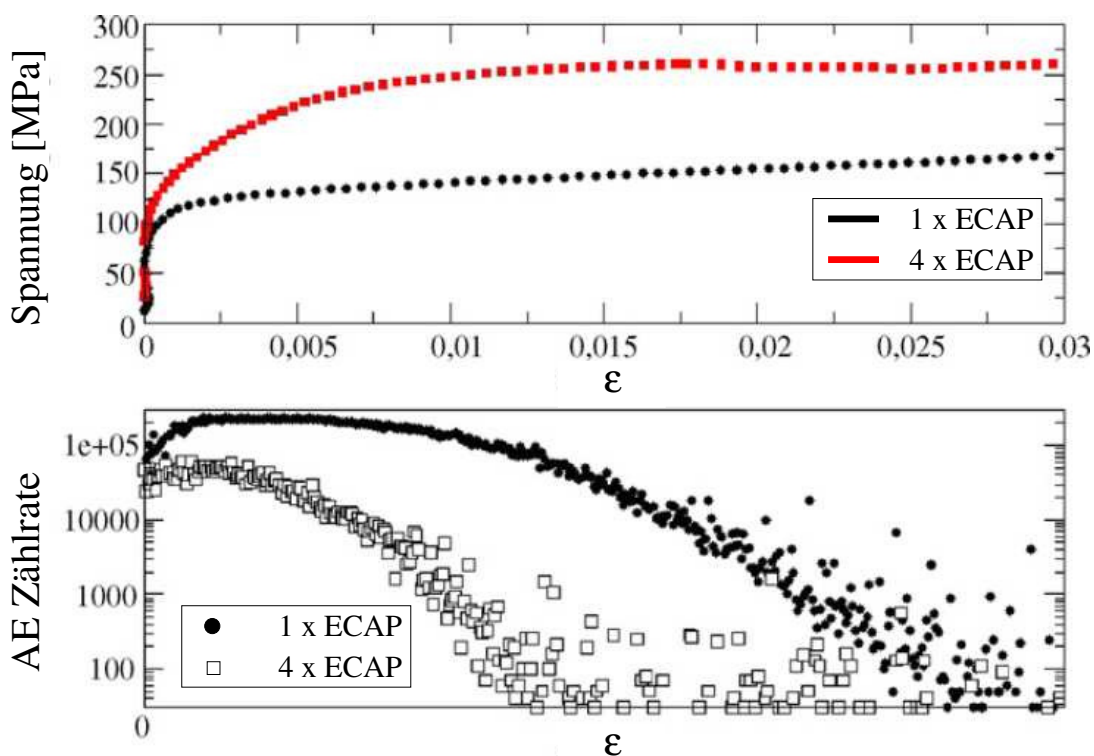 Spannung [MPa]
300
250
200
150
100
50
0
1 x ECAP
4 x ECAP
0 0,005 0,01 0,015 0,02 0,025 0,03
ε
AE Zählrate
1e+05
10000
1000
100
1 x ECAP
4 x ECAP
0
ε